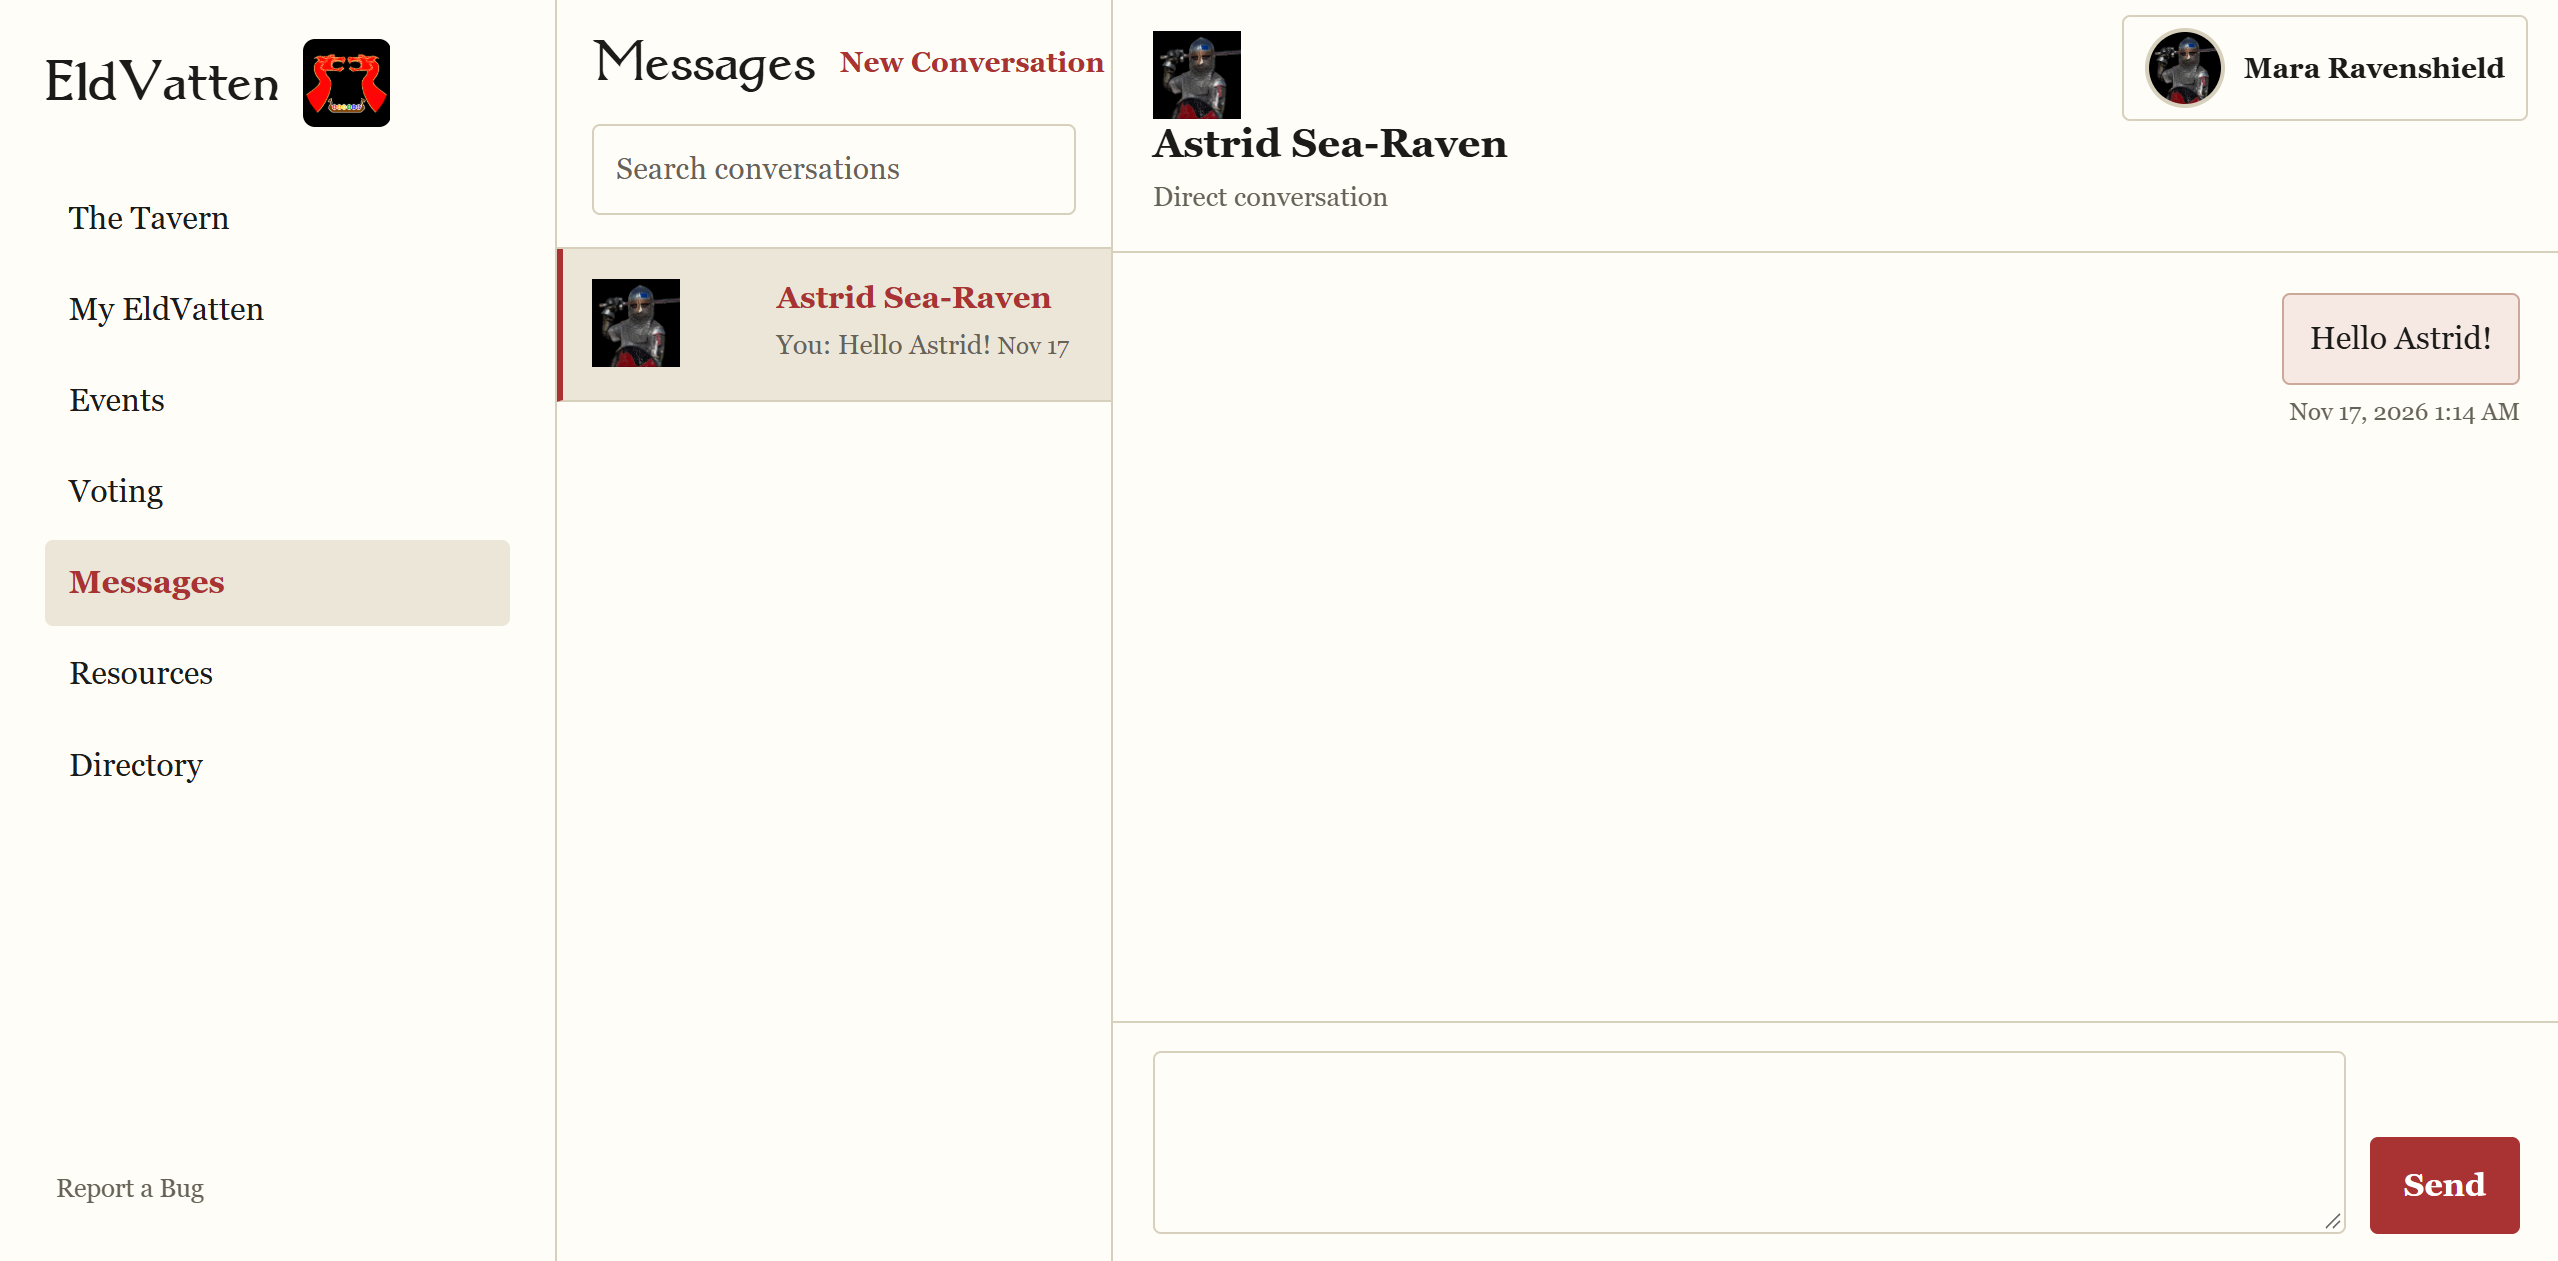 EldVatten
The Tavern
My EldVatten
Events
Voting
Messages
Resources
Directory
Report a Bug
Messages
New Conversation
Search conversations
Astrid Sea-Raven
You: Hello Astrid! Nov 17
Astrid Sea-Raven
Direct conversation
Mara Ravenshield
Hello Astrid!
Nov 17, 2026 1:14 AM
Send